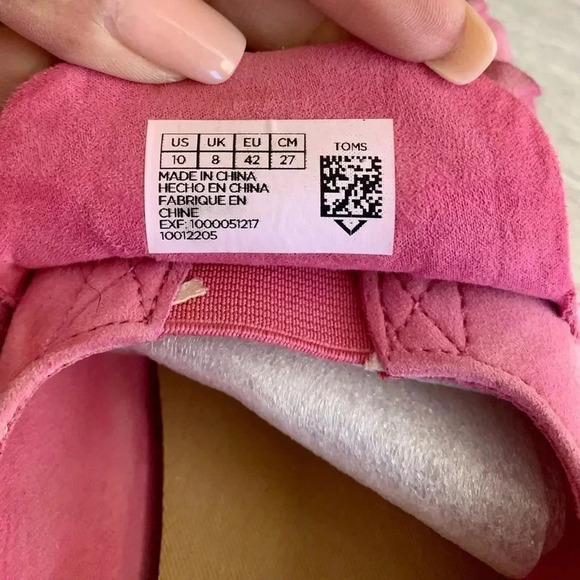 US UK EU CM
10 8 42 27
TOMS
MADE IN CHINA
HECHO EN CHINA
FABRIQUE EN
CHINE
EXF: 1000051217
10012205